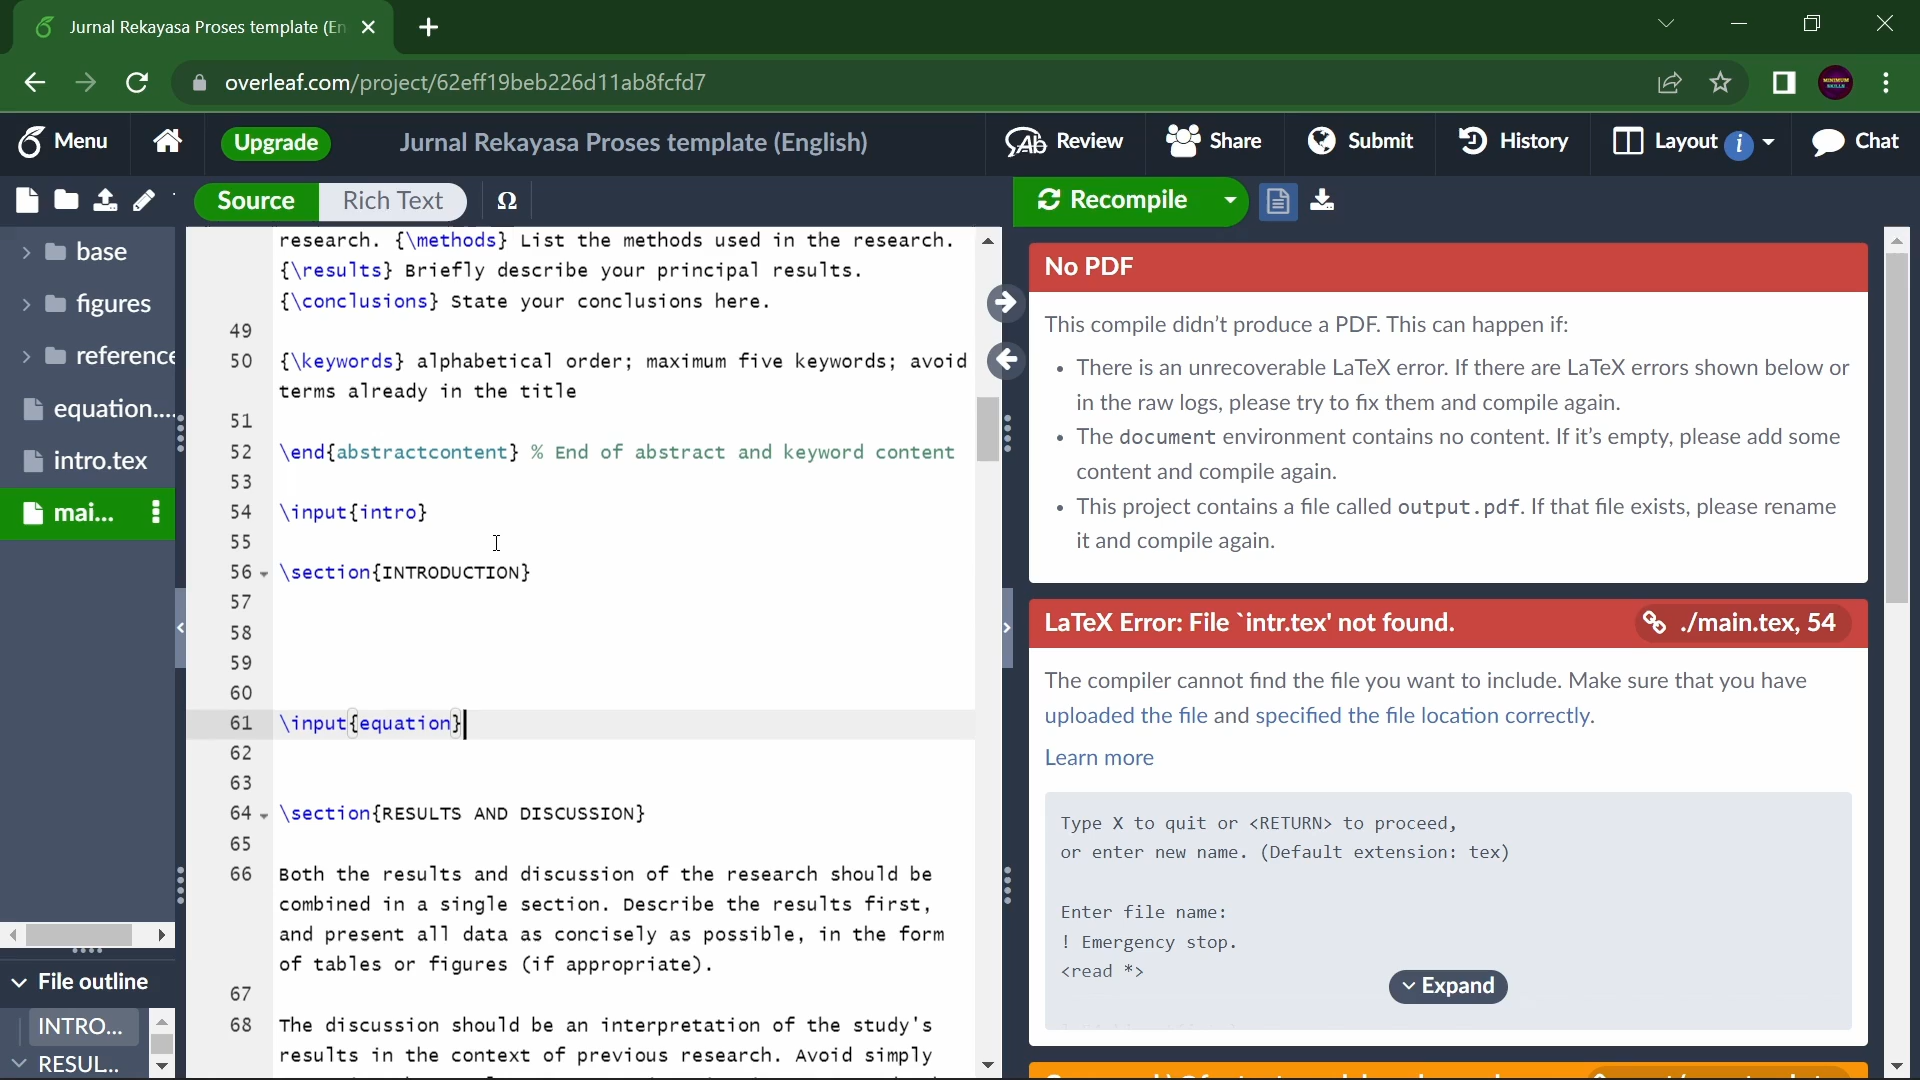 Jurnal Rekayasa Proses template (En
overleaf.com/project/62eff19beb226d11ab8fcfd7
Menu
Upgrade
Jurnal Rekayasa Proses template (English)
Review
Share
Submit
History
Layout
Chat
Source
Rich Text
Ω
Recompile
base
figures
reference
equation....
intro.tex
mai...
File outline
INTRO...
RESUL...
research. {\methods} List the methods used in the research.
{\results} Briefly describe your principal results.
{\conclusions} State your conclusions here.
49
50 {\keywords} alphabetical order; maximum five keywords; avoid
terms already in the title
51
52 \end{abstractcontent} % End of abstract and keyword content
53
54 \input{intro}
55
56 \section{INTRODUCTION}
57
58
59
60
61 \input{equation}
62
63
64 \section{RESULTS AND DISCUSSION}
65
66 Both the results and discussion of the research should be
combined in a single section. Describe the results first,
and present all data as concisely as possible, in the form
of tables or figures (if appropriate).
67
68 The discussion should be an interpretation of the study's
results in the context of previous research. Avoid simply
No PDF
This compile didn't produce a PDF. This can happen if:
• There is an unrecoverable LaTeX error. If there are LaTeX errors shown below or
in the raw logs, please try to fix them and compile again.
• The document environment contains no content. If it's empty, please add some
content and compile again.
• This project contains a file called output.pdf. If that file exists, please rename
it and compile again.
LaTeX Error: File `intr.tex' not found.
./main.tex, 54
The compiler cannot find the file you want to include. Make sure that you have
uploaded the file and specified the file location correctly.
Learn more
Type X to quit or <RETURN> to proceed,
or enter new name. (Default extension: tex)
Enter file name:
! Emergency stop.
<read *>
Expand